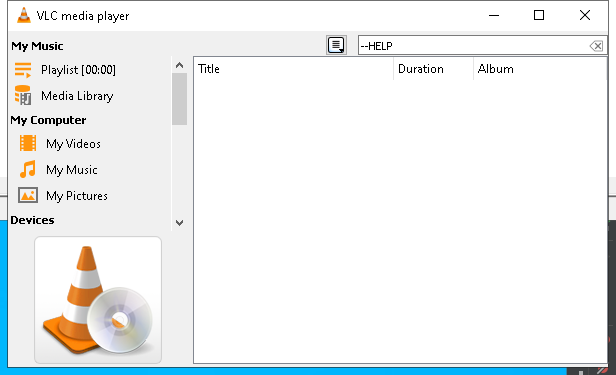 VLC media player
My Music
--HELP
Playlist [00:00]
Title Duration Album
Media Library
My Computer
My Videos
My Music
My Pictures
Devices